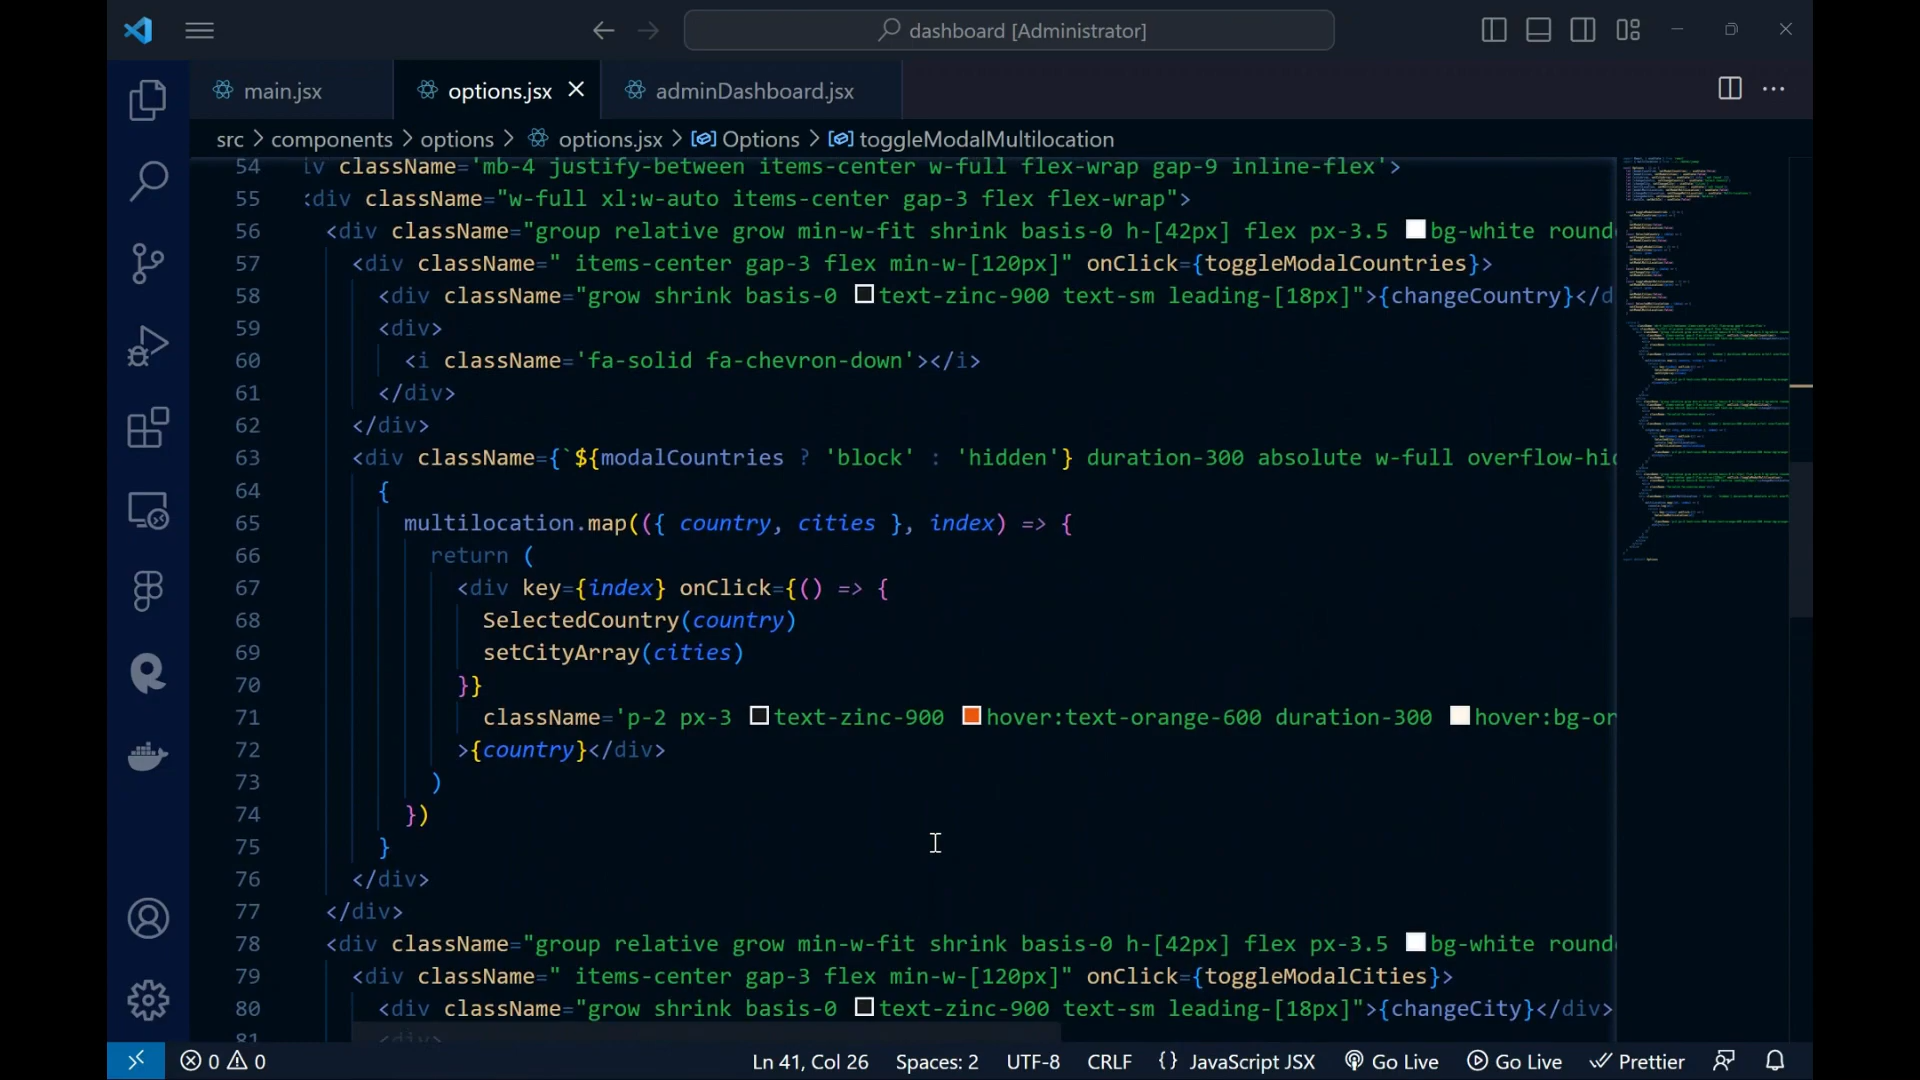 dashboard [Administrator]
main.jsx
options.jsx
adminDashboard.jsx
src > components > options > options.jsx > Options > toggleModalMultilocation
54 iv className='mb-4 justify-between items-center w-full flex-wrap gap-9 inline-flex'>
55 <div className="w-full xl:w-auto items-center gap-3 flex flex-wrap">
56 <div className="group relative grow min-w-fit shrink basis-0 h-[42px] flex px-3.5 bg-white rounde
57 <div className=" items-center gap-3 flex min-w-[120px]" onClick={toggleModalCountries}>
58 <div className="grow shrink basis-0 text-zinc-900 text-sm leading-[18px]">{changeCountry}</d
59 <div>
60 <i className='fa-solid fa-chevron-down'></i>
61 </div>
62 </div>
63 <div className={`${modalCountries ? 'block' : 'hidden'} duration-300 absolute w-full overflow-hid
64 {
65 multilocation.map(({ country, cities }, index) => {
66 return (
67 <div key={index} onClick={() => {
68 SelectedCountry(country)
69 setCityArray(cities)
70 }}
71 className='p-2 px-3 text-zinc-900 hover:text-orange-600 duration-300 hover:bg-or
72 >{country}</div>
73 )
74 })
75 }
76 </div>
77 </div>
78 <div className="group relative grow min-w-fit shrink basis-0 h-[42px] flex px-3.5 bg-white rounde
79 <div className=" items-center gap-3 flex min-w-[120px]" onClick={toggleModalCities}>
80 <div className="grow shrink basis-0 text-zinc-900 text-sm leading-[18px]">{changeCity}</div>
81 <div>
0 0 Ln 41, Col 26 Spaces: 2 UTF-8 CRLF {} JavaScript JSX Go Live Go Live Prettier